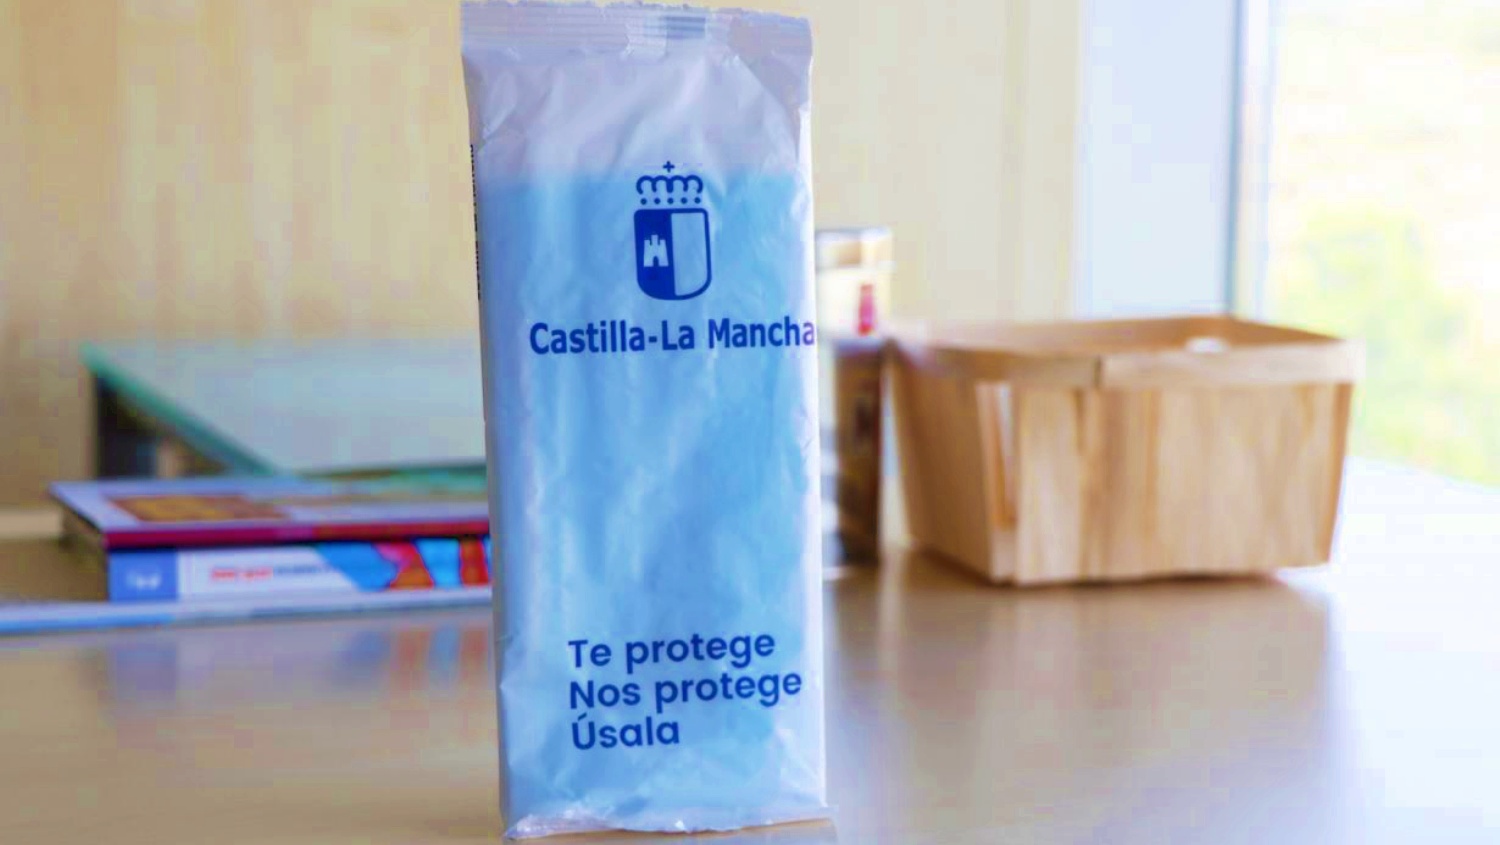 Castilla-La Mancha
Te protege
Nos protege
Úsala